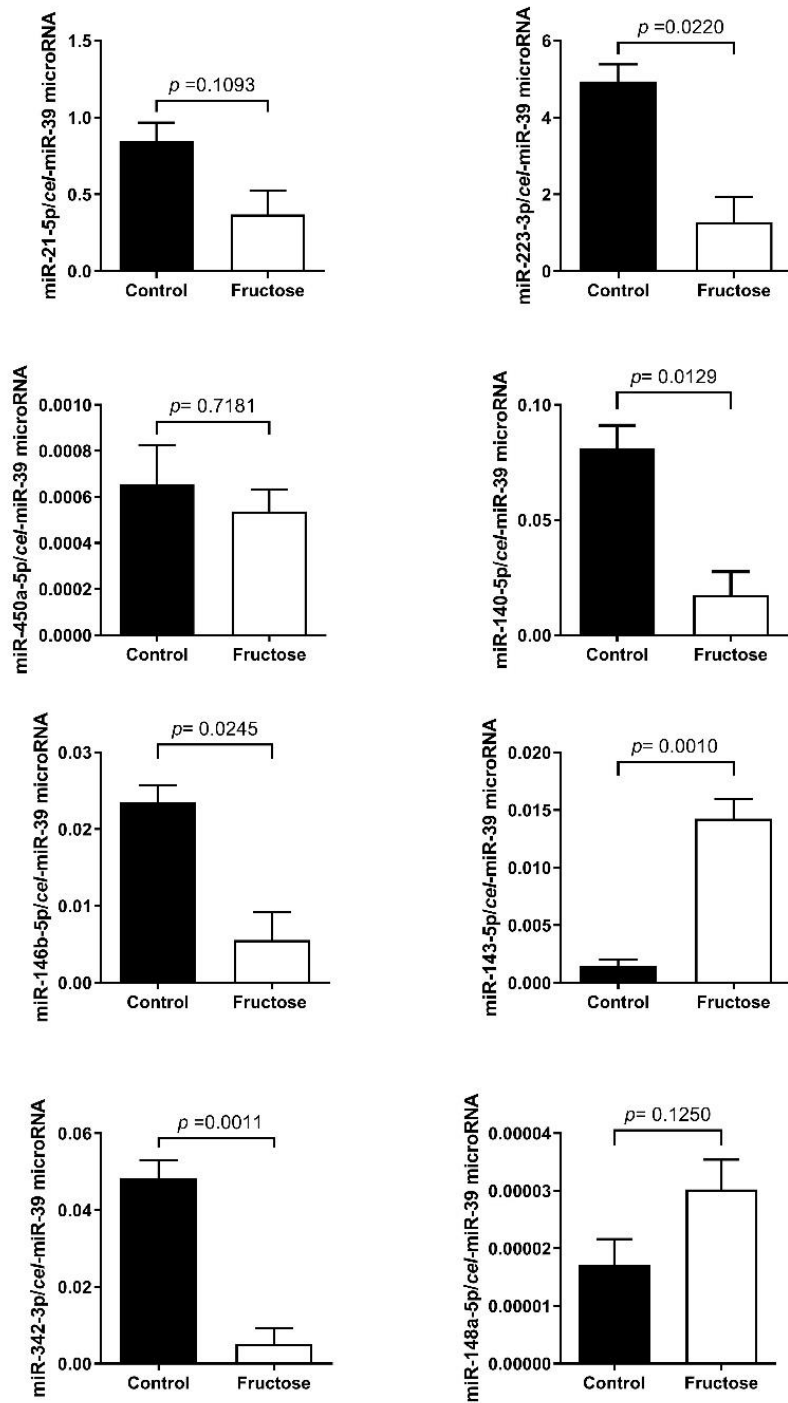 miR-21-5p/cel-miR-39 microRNA
1.5
1.0
0.5
0.0
p =0.1093
Control Fructose
miR-223-3p/cel-miR-39 microRNA
6
4
2
0
p =0.0220
Control Fructose
miR-450a-5p/cel-miR-39 microRNA
0.0010
0.0008
0.0006
0.0004
0.0002
0.0000
p= 0.7181
Control Fructose
miR-140-5p/cel-miR-39 microRNA
0.10
0.05
0.00
p= 0.0129
Control Fructose
miR-146b-5p/cel-miR-39 microRNA
0.03
0.02
0.01
0.00
p= 0.0245
Control Fructose
miR-143-5p/cel-miR-39 microRNA
0.020
0.015
0.010
0.005
0.000
p= 0.0010
Control Fructose
miR-342-3p/cel-miR-39 microRNA
0.06
0.04
0.02
0.00
p =0.0011
Control Fructose
miR-148a-5p/cel-miR-39 microRNA
0.00004
0.00003
0.00002
0.00001
0.00000
p= 0.1250
Control Fructose